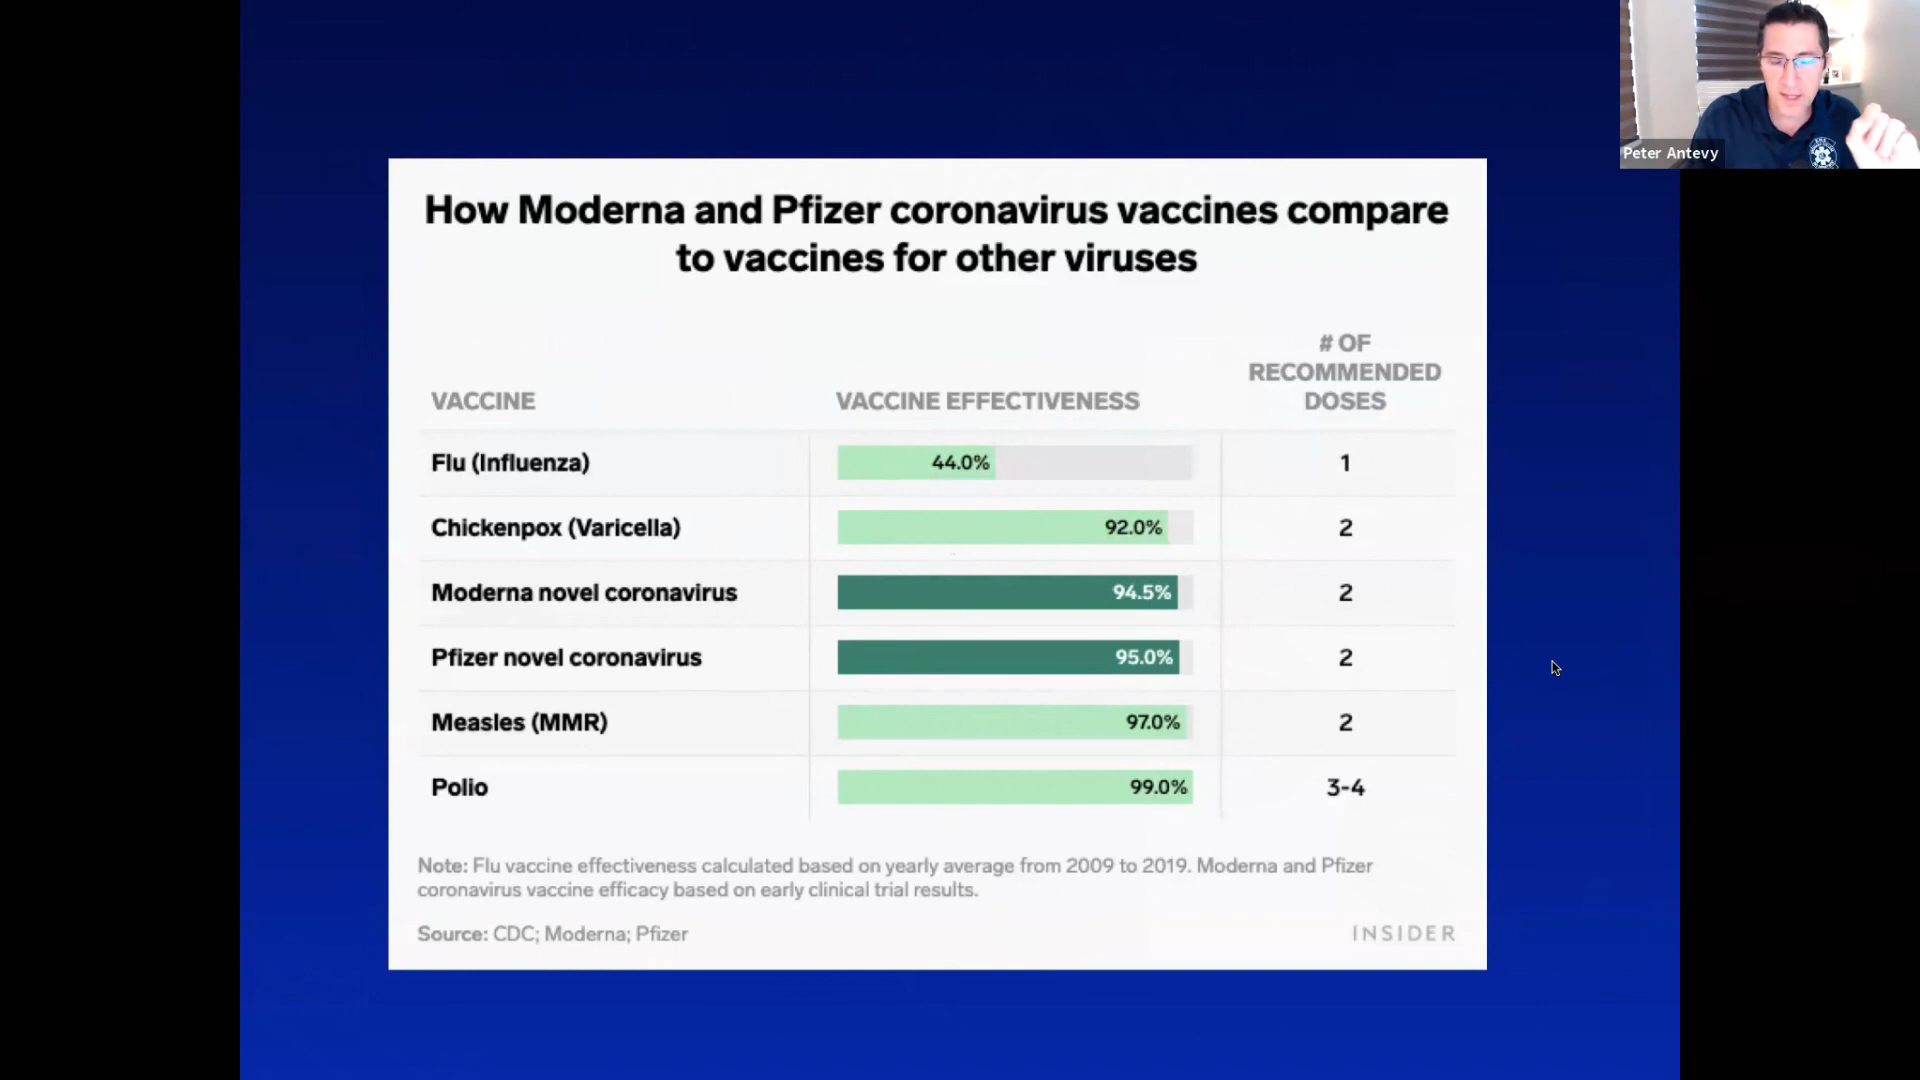 Peter Antevy
How Moderna and Pfizer coronavirus vaccines compare
to vaccines for other viruses
VACCINE
VACCINE EFFECTIVENESS
# OF
RECOMMENDED
DOSES
Flu (Influenza) 44.0% 1
Chickenpox (Varicella) 92.0% 2
Moderna novel coronavirus 94.5% 2
Pfizer novel coronavirus 95.0% 2
Measles (MMR) 97.0% 2
Polio 99.0% 3-4
Note: Flu vaccine effectiveness calculated based on yearly average from 2009 to 2019. Moderna and Pfizer
coronavirus vaccine efficacy based on early clinical trial results.
Source: CDC; Moderna; Pfizer
INSIDER